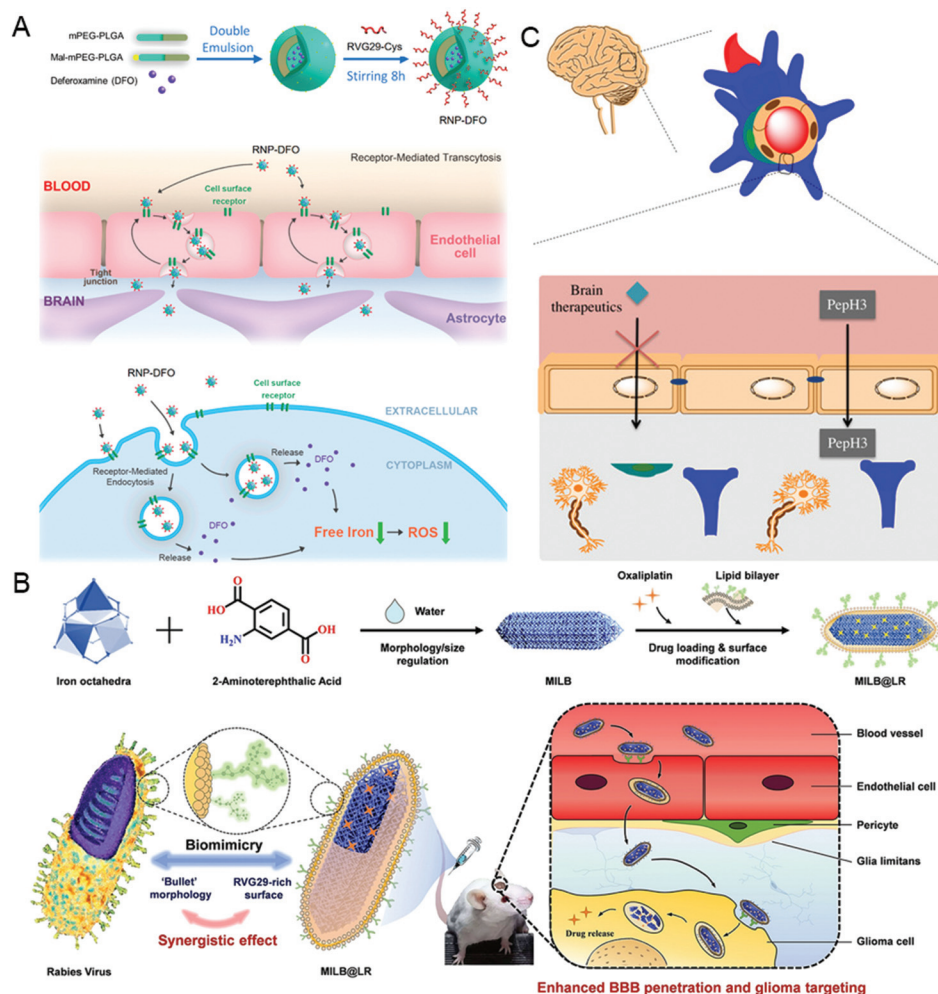 A
mPEG-PLGA
Mal-mPEG-PLGA
Deferoxamine (DFO)
Double
Emulsion
RVG29-Cys
Stirring 8h
RNP-DFO
RNP-DFO
Receptor-Mediated Transcytosis
BLOOD
Cell surface
receptor
Endothelial
cell
Tight
junction
BRAIN
Astrocyte
RNP-DFO
Cell surface
receptor
EXTRACELLULAR
CYTOPLASM
Receptor-Mediated
Endocytosis
Release
DFO
DFO
Release
Free Iron
ROS
C
Brain
therapeutics
PepH3
PepH3
B
Iron octahedra
+
HO
O
H₂N
O
OH
2-Aminoterephthalic Acid
Water
Morphology/size
regulation
MILB
Oxaliplatin
Lipid bilayer
Drug loading & surface
modification
MILB@LR
Biomimicry
'Bullet'
morphology
RVG29-rich
surface
Synergistic effect
Rabies Virus
MILB@LR
Blood vessel
Endothelial cell
Pericyte
Glia limitans
Glioma cell
Drug release
Enhanced BBB penetration and glioma targeting